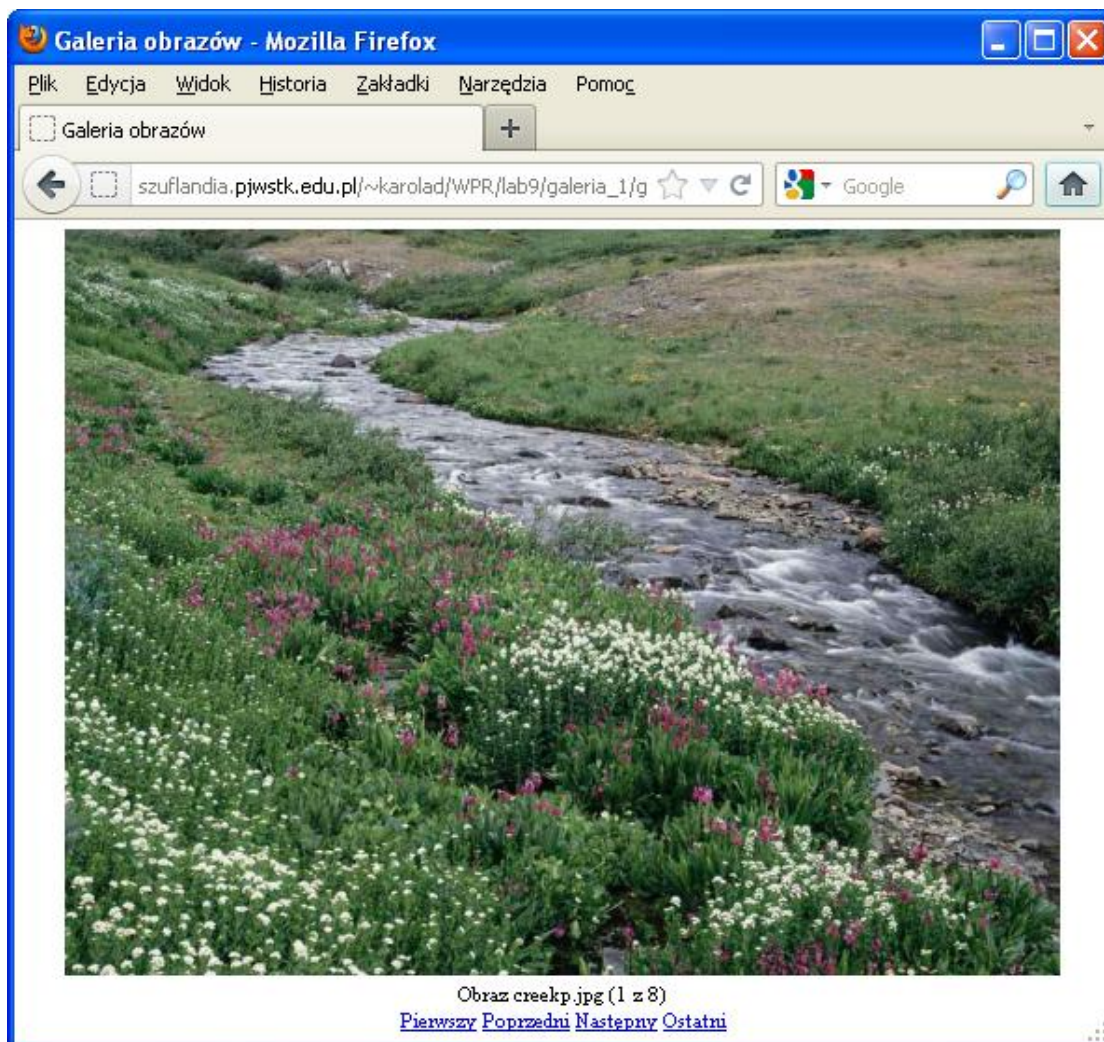 Galeria obrazów - Mozilla Firefox
Plik Edycja Widok Historia Zakładki Narzędzia Pomoc
Galeria obrazów
szuflandia.pjwstk.edu.pl/~karolad/WPR/lab9/galeria_1/g Google
Obraz creekp.jpg (1 z 8)
Pierwszy Poprzedni Następny Ostatni